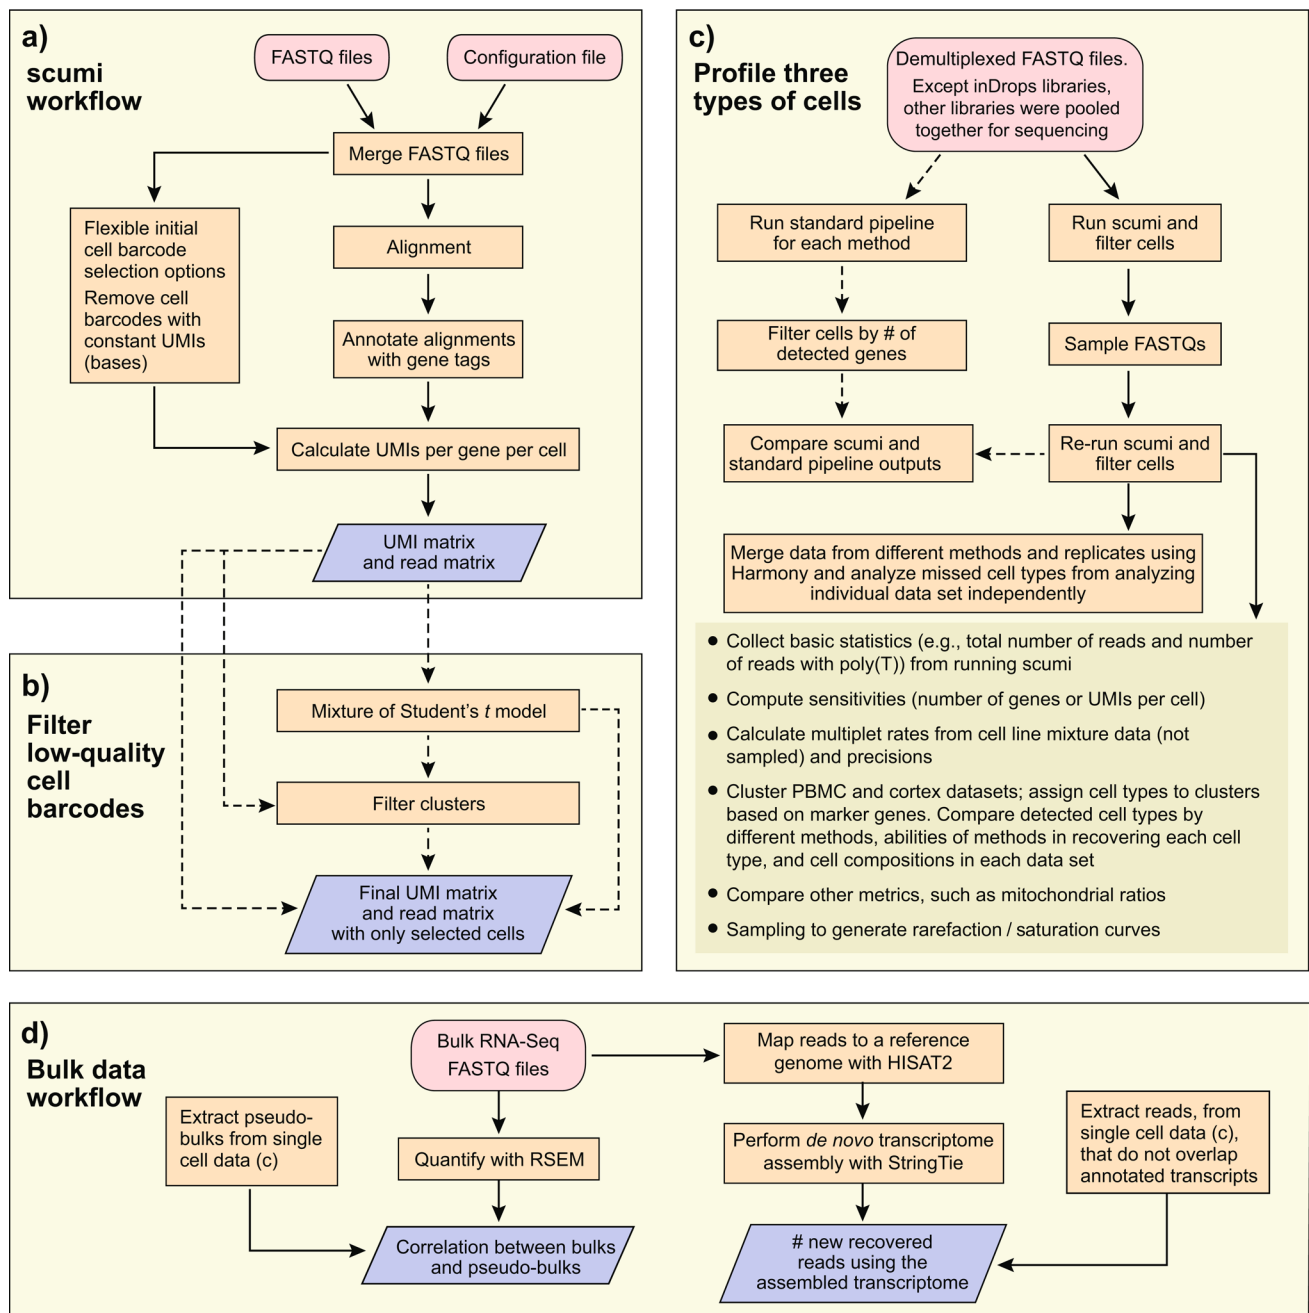 a)
scumi
workflow
FASTQ files
Configuration file
Merge FASTQ files
Flexible initial
cell barcode
selection options
Remove cell
barcodes with
constant UMIs
(bases)
Alignment
Annotate alignments
with gene tags
Calculate UMIs per gene per cell
UMI matrix
and read matrix
b)
Filter
low-quality
cell
barcodes
Mixture of Student’s t model
Filter clusters
Final UMI matrix
and read matrix
with only selected cells
c)
Profile three
types of cells
Demultiplexed FASTQ files.
Except inDrops libraries,
other libraries were pooled
together for sequencing
Run standard pipeline
for each method
Run scumi and
filter cells
Filter cells by # of
detected genes
Sample FASTQs
Compare scumi and
standard pipeline outputs
Re-run scumi and
filter cells
Merge data from different methods and replicates using
Harmony and analyze missed cell types from analyzing
individual data set independently
• Collect basic statistics (e.g., total number of reads and number
of reads with poly(T)) from running scumi
• Compute sensitivities (number of genes or UMIs per cell)
• Calculate multiplet rates from cell line mixture data (not
sampled) and precisions
• Cluster PBMC and cortex datasets; assign cell types to clusters
based on marker genes. Compare detected cell types by
different methods, abilities of methods in recovering each cell
type, and cell compositions in each data set
• Compare other metrics, such as mitochondrial ratios
• Sampling to generate rarefaction / saturation curves
d)
Bulk data
workflow
Bulk RNA-Seq
FASTQ files
Map reads to a reference
genome with HISAT2
Extract pseudo-
bulks from single
cell data (c)
Quantify with RSEM
Perform de novo transcriptome
assembly with StringTie
Extract reads, from
single cell data (c),
that do not overlap
annotated transcripts
Correlation between bulks
and pseudo-bulks
# new recovered
reads using the
assembled transcriptome